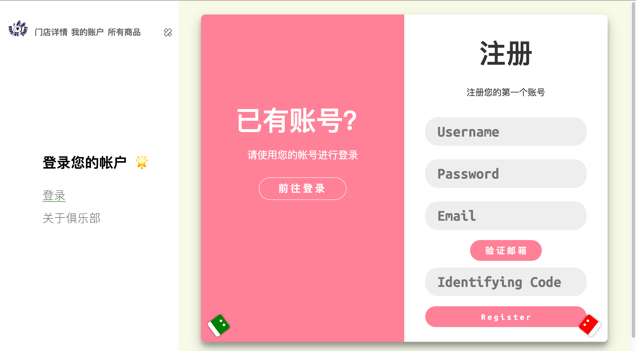 门店详情 我的账户 所有商品
登录您的帐户
登录
关于俱乐部
已有账号?
请使用您的帐号进行登录
前往登录
注册
注册您的第一个账号
Username
Password
Email
验证邮箱
Identifying Code
Register